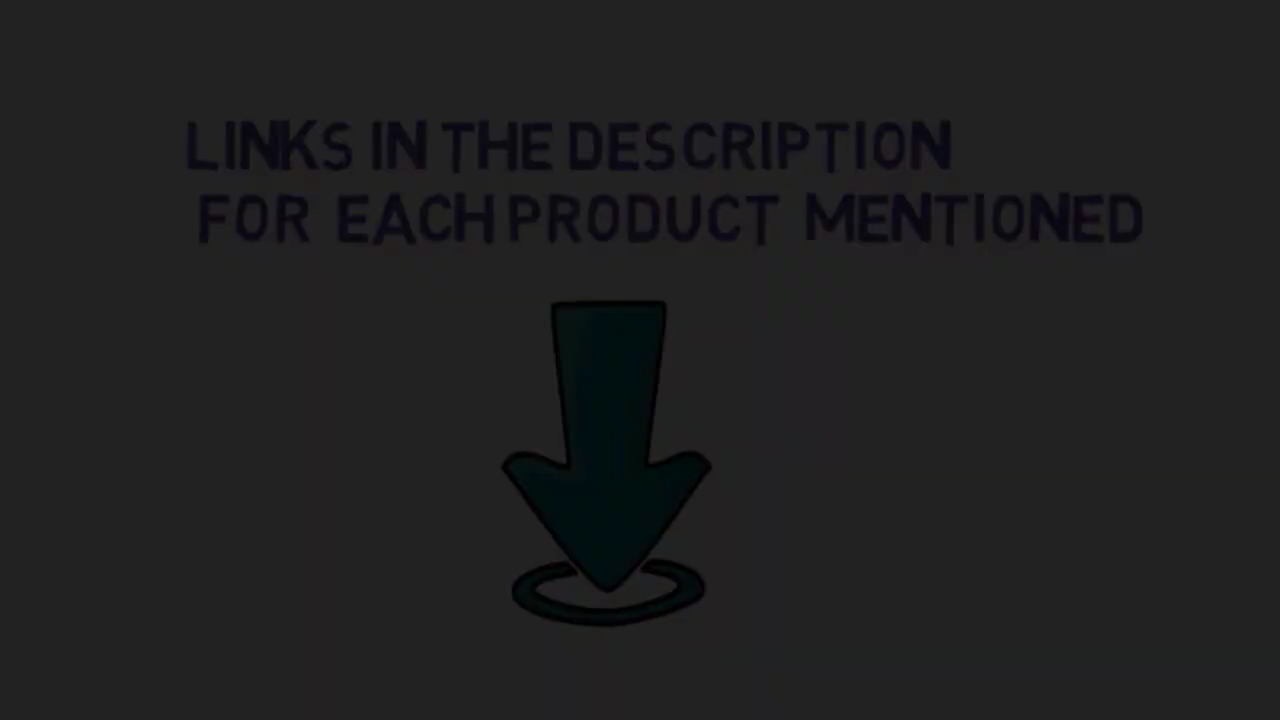 LINKS IN THE DESCRIPTION
FOR EACH PRODUCT MENTIONED